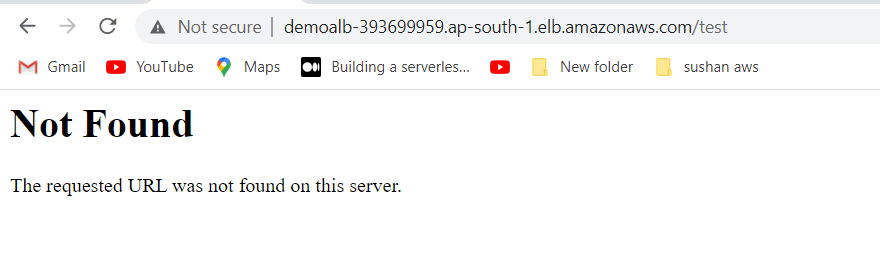 Not secure | demoalb-393699959.ap-south-1.elb.amazonaws.com/test
Gmail YouTube Maps Building a serverles... New folder sushan aws
Not Found
The requested URL was not found on this server.